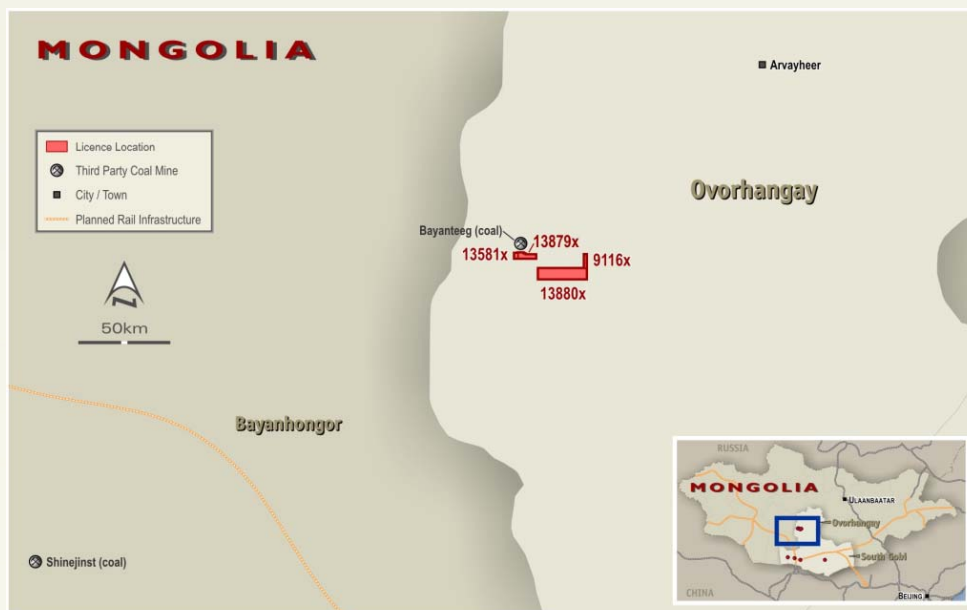 MONGOLIA
Licence Location
Third Party Coal Mine
City / Town
Planned Rail Infrastructure
50km
Arvayheer
Ovorhangay
Bayanteeg (coal)
13879x
13581x
9116x
13880x
Bayanhongor
Shinejinst (coal)
RUSSIA
MONGOLIA
ULAANBAATAR
Ovorhangay
South Gobi
CHINA
BEIJING